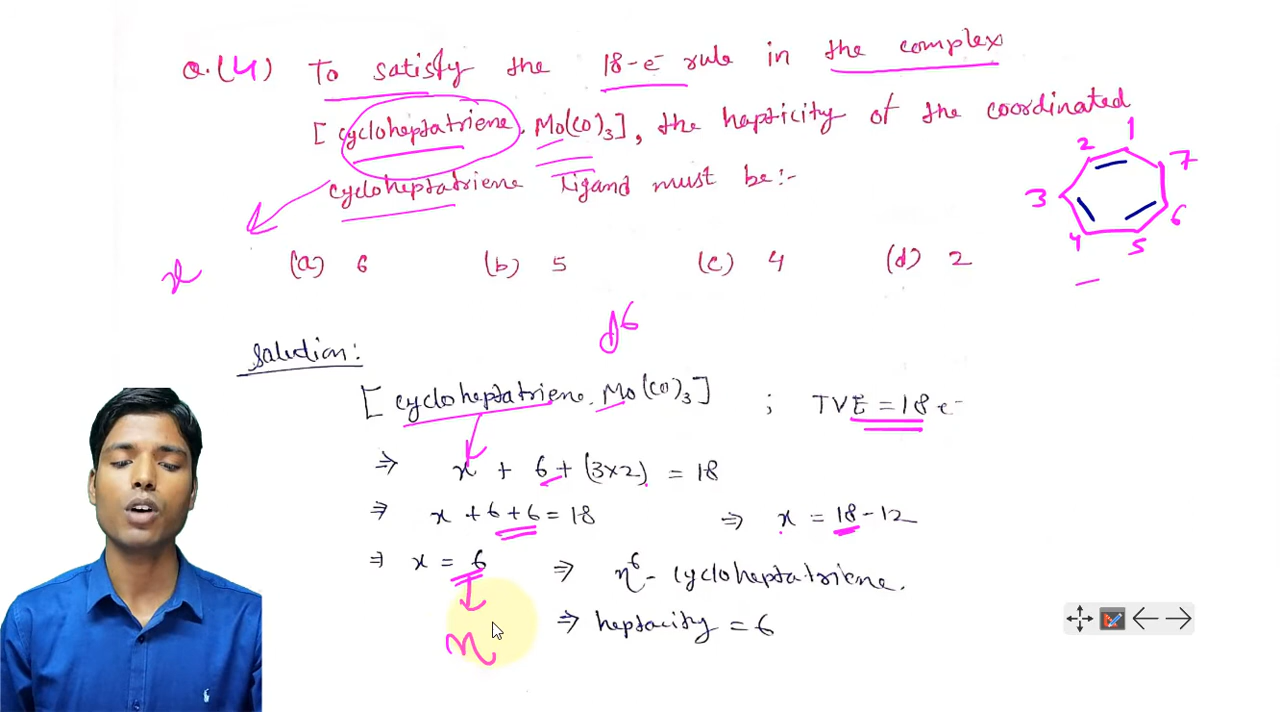 Q.(4) To satisfy the 18-e⁻ rule in the complex
[cycloheptatriene. Mo(CO)₃], the hapticity of the coordinated
cycloheptatriene ligand must be:-
1
2
7
3
6
4
5
x
(a) 6 (b) 5 (c) 4 (d) 2
d⁶
Solution:
[cycloheptatriene. Mo(CO)₃] ; TVE = 18 e⁻
⇒ x + 6 + (3×2) = 18
⇒ x + 6 + 6 = 18 ⇒ x = 18 - 12
⇒ x = 6 ⇒ η⁶ - cycloheptatriene.
⇒ heptacity = 6
η